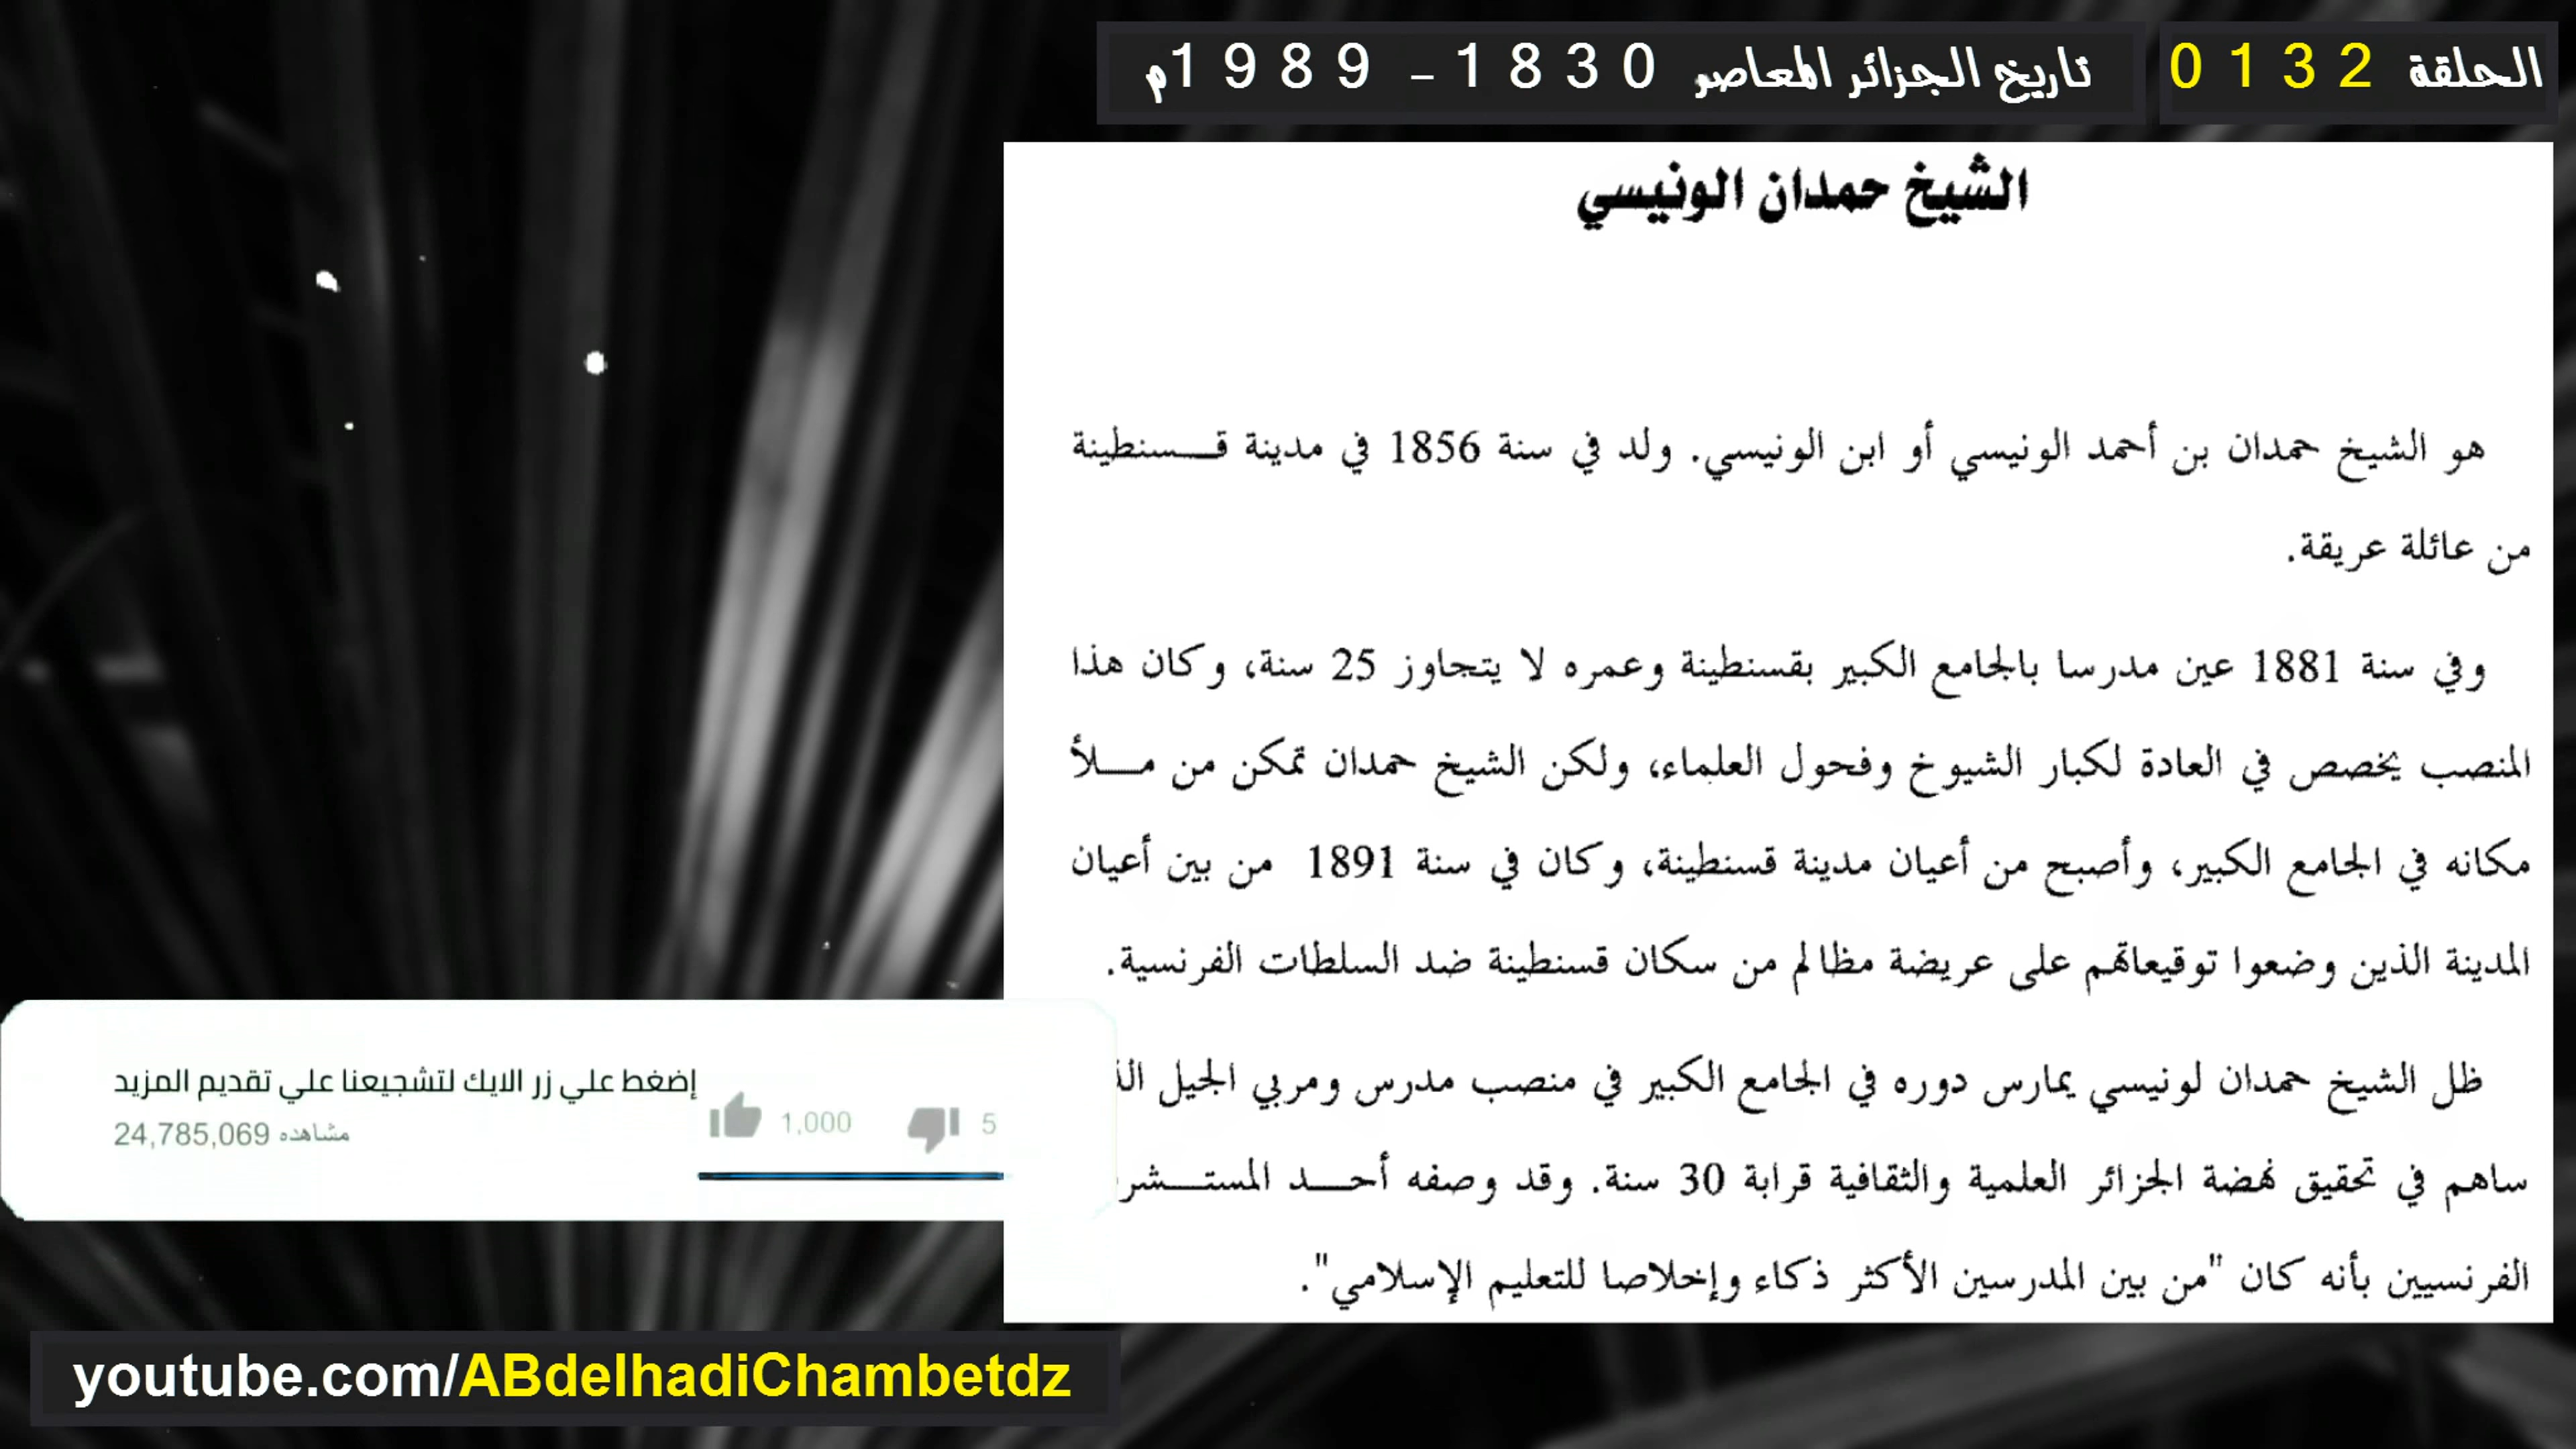 الحلقة 0132
تاريخ الجزائر المعاصر 1830 – 1989م
الشيخ حمدان الونيسي
هو الشيخ حمدان بن أحمد الونيسي أو ابن الونيسي. ولد في سنة 1856 في مدينة قسنطينة
من عائلة عريقة.
وفي سنة 1881 عين مدرسا بالجامع الكبير بقسنطينة وعمره لا يتجاوز 25 سنة، وكان هذا
المنصب يخصص في العادة لكبار الشيوخ وفحول العلماء، ولكن الشيخ حمدان تمكن من ملأ
مكانه في الجامع الكبير، وأصبح من أعيان مدينة قسنطينة، وكان في سنة 1891 من بين أعيان
المدينة الذين وضعوا توقيعاتهم على عريضة مظالم من سكان قسنطينة ضد السلطات الفرنسية.
ظل الشيخ حمدان لونيسي يمارس دوره في الجامع الكبير في منصب مدرس ومربي الجيل
ساهم في تحقيق نهضة الجزائر العلمية والثقافية قرابة 30 سنة. وقد وصفه أحد
الفرنسيين بأنه كان "من بين المدرسين الأكثر ذكاء وإخلاصا للتعليم الإسلامي".
إضغط علي زر الايك لتشجيعنا علي تقديم المزيد
24,785,069 مشاهده
1,000
5
youtube.com/ABdelhadiChambetdz